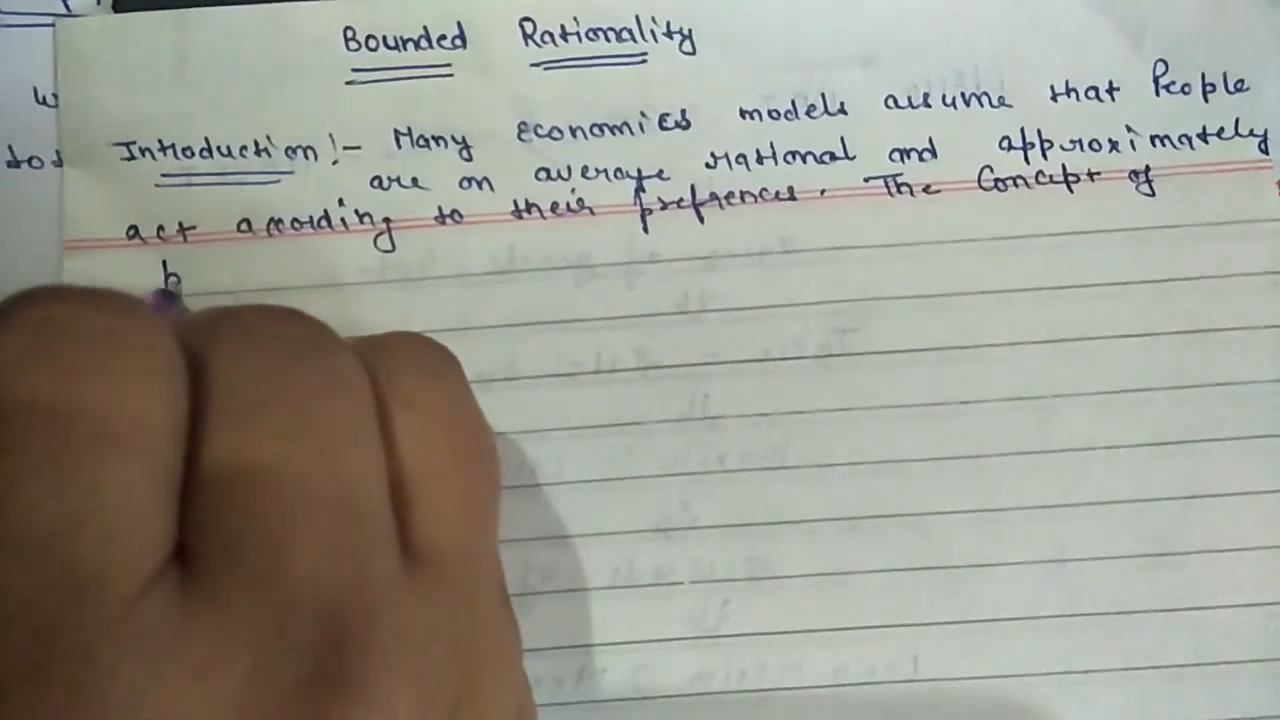 Bounded Rationality
Introduction!- Many economics models assume that People
are on average rational and approximately
act according to their prefrences. The Concept of
b